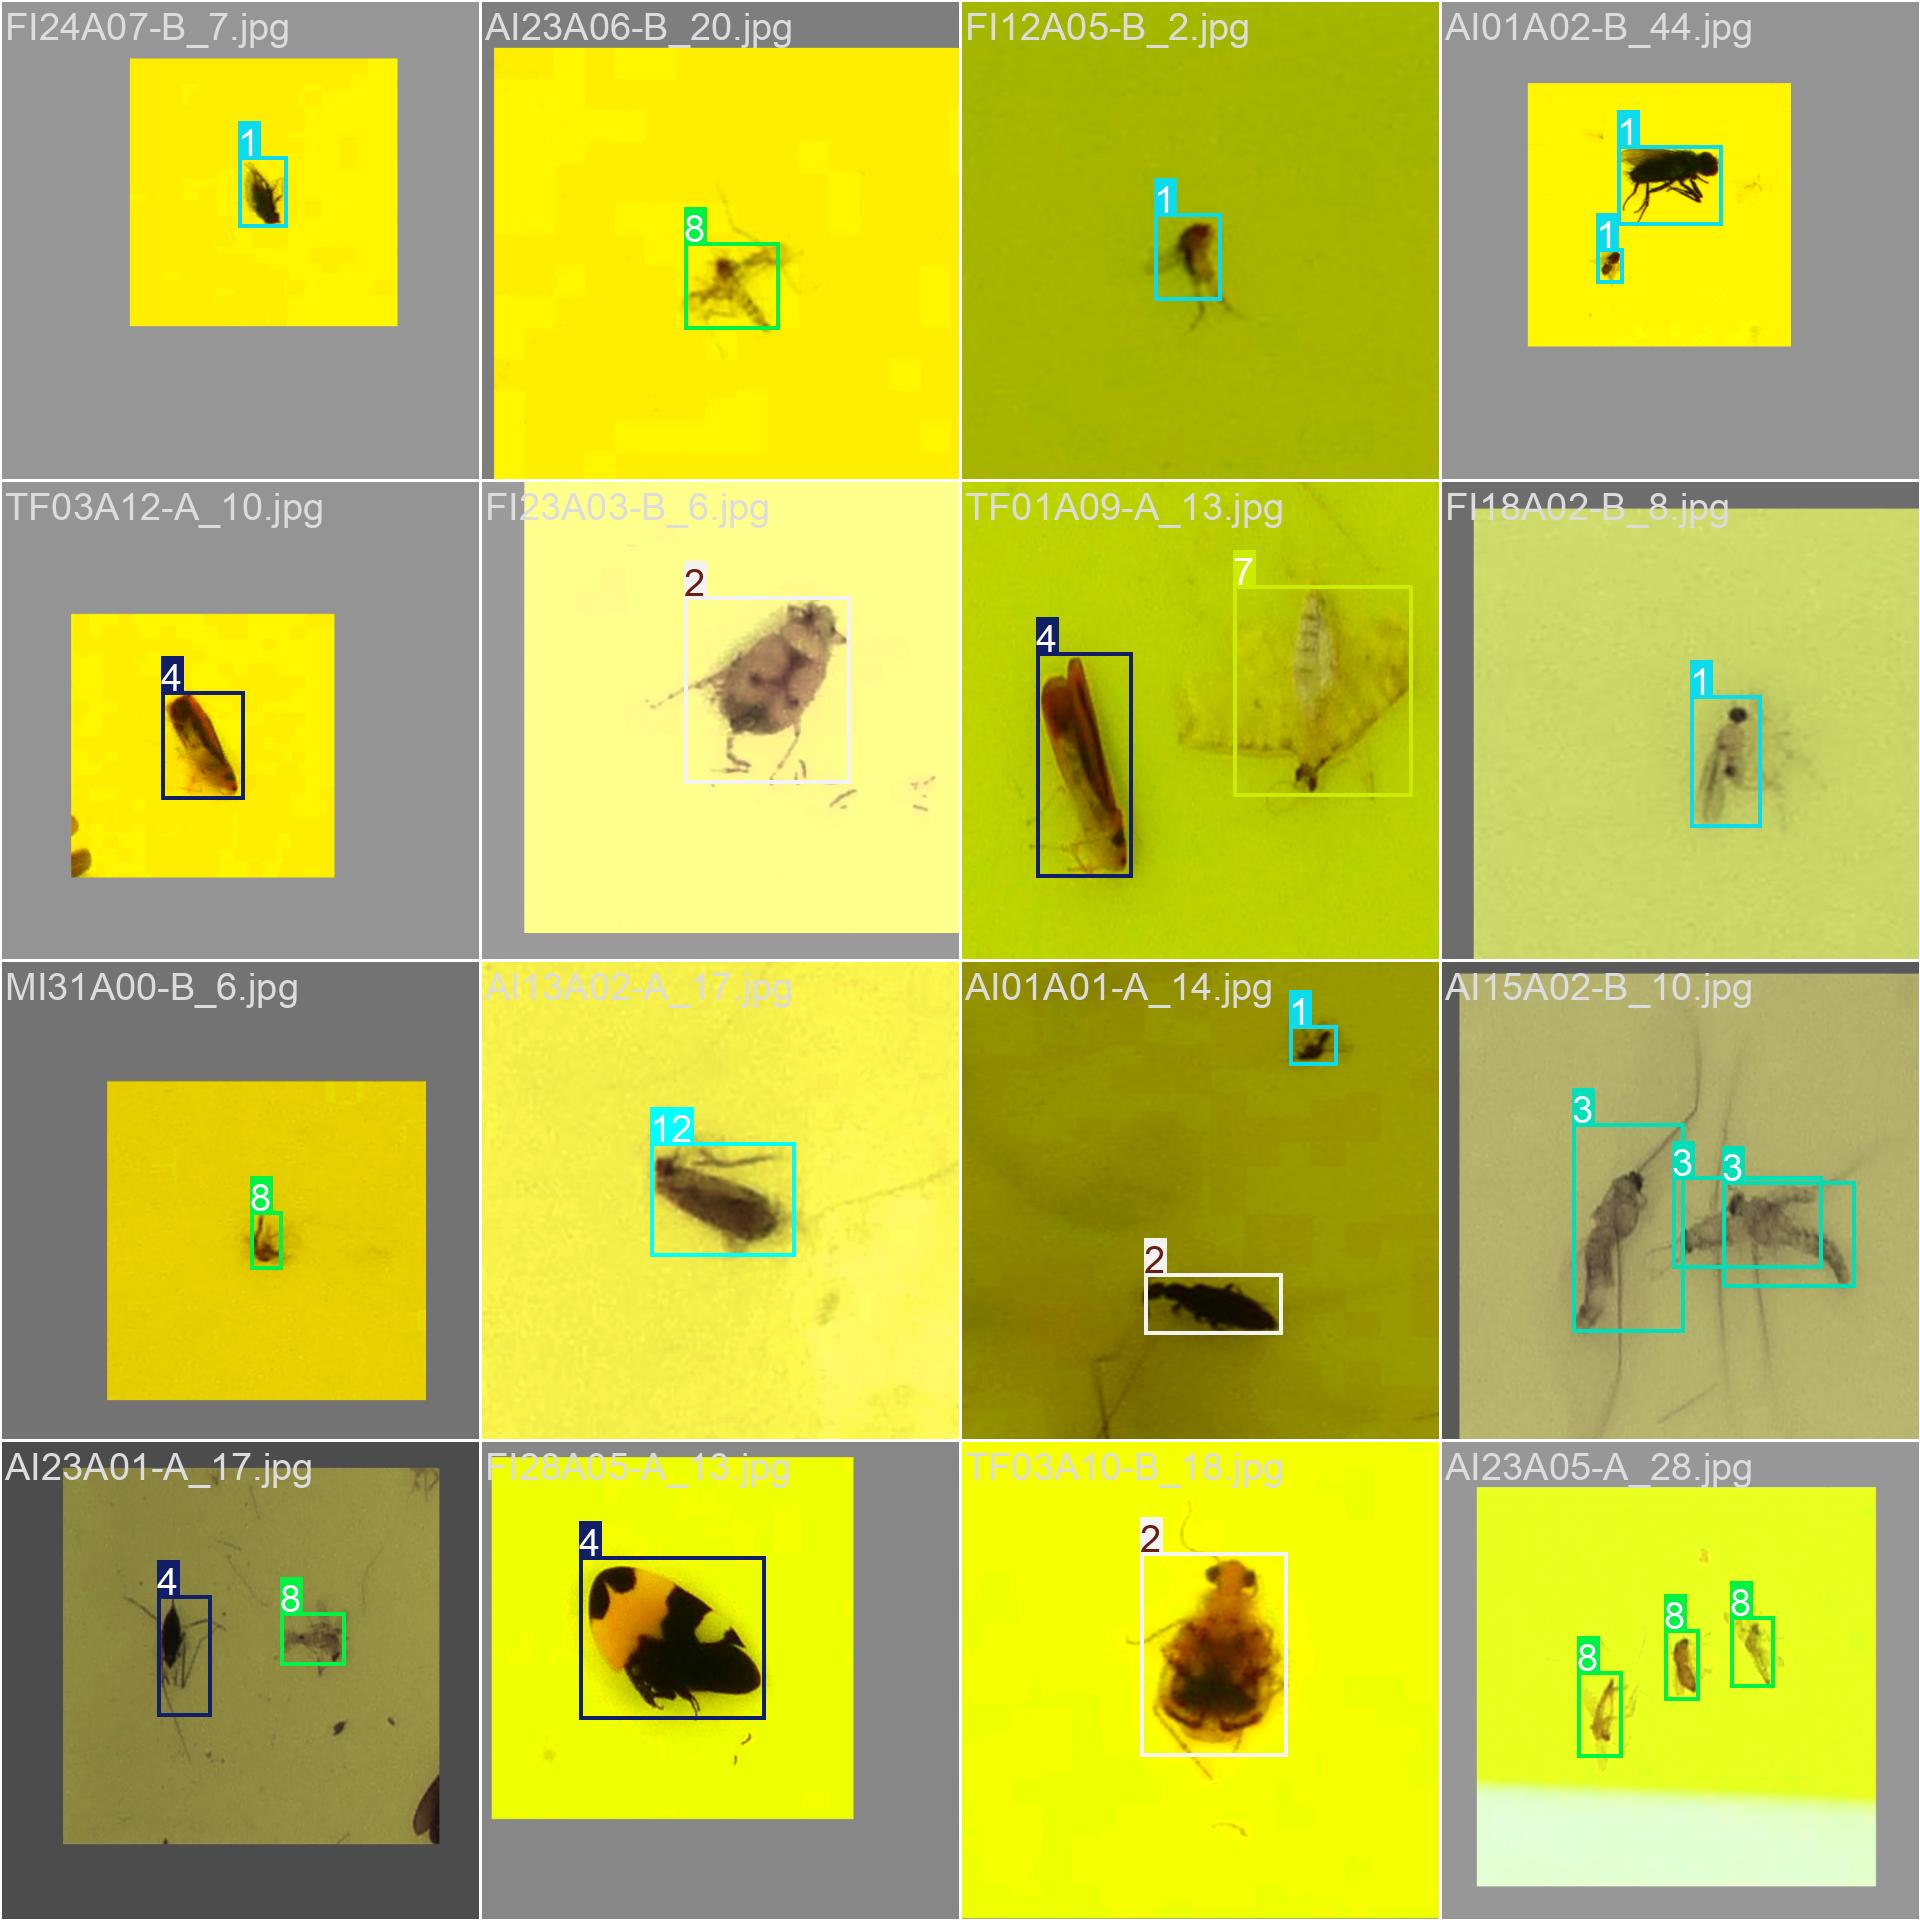 FI24A07-B_7.jpg
1
AI23A06-B_20.jpg
8
FI12A05-B_2.jpg
1
AI01A02-B_44.jpg
1
1
TF03A12-A_10.jpg
4
FI23A03-B_6.jpg
2
TF01A09-A_13.jpg
7
4
FI18A02-B_8.jpg
1
MI31A00-B_6.jpg
8
AI13A02-A_17.jpg
12
AI01A01-A_14.jpg
1
2
AI15A02-B_10.jpg
3
3
3
AI23A01-A_17.jpg
4
8
FI28A05-A_13.jpg
4
TF03A10-B_18.jpg
2
AI23A05-A_28.jpg
8
8
8